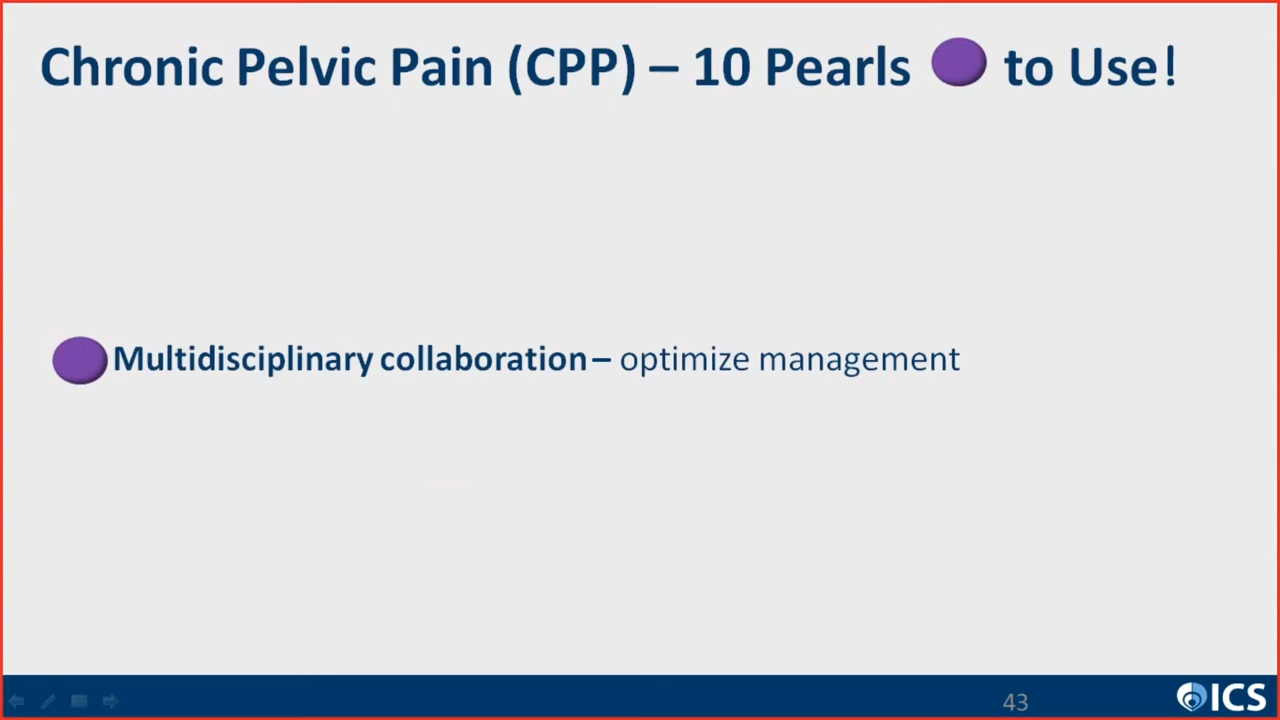 Chronic Pelvic Pain (CPP) – 10 Pearls to Use!
Multidisciplinary collaboration – optimize management
43
ICS